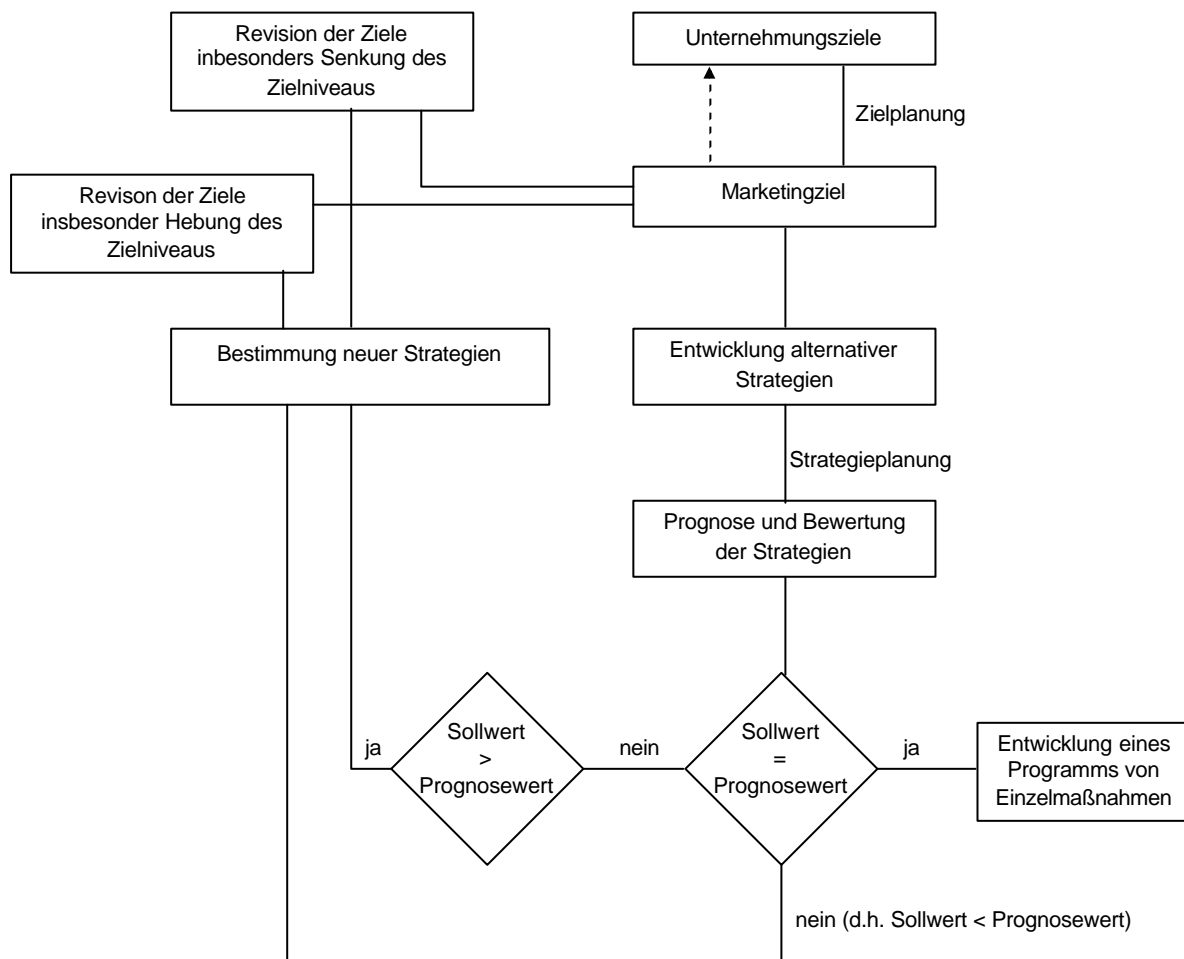 Revision der Ziele
inbesonders Senkung des
Zielniveaus
Unternehmungsziele
Zielplanung
Revison der Ziele
insbesonder Hebung des
Zielniveaus
Marketingziel
Bestimmung neuer Strategien
Entwicklung alternativer
Strategien
Strategieplanung
Prognose und Bewertung
der Strategien
ja
Sollwert
>
Prognosewert
nein
Sollwert
=
Prognosewert
ja
Entwicklung eines
Programms von
Einzelmaßnahmen
nein (d.h. Sollwert < Prognosewert)